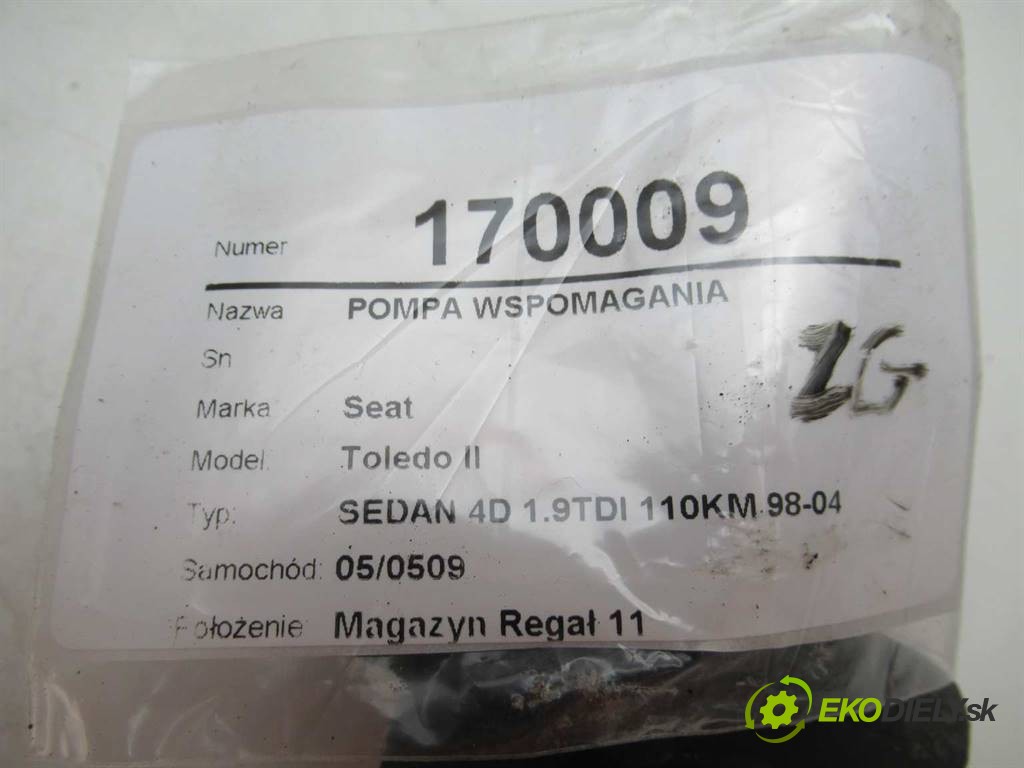 Numer 170009
Nazwa POMPA WSPOMAGANIA
Sn
ZG
Marka Seat
Model: Toledo II
Typ: SEDAN 4D 1.9TDI 110KM 98-04
Samochód: 05/0509
Położenie: Magazyn Regał 11
EKODIELY.sk